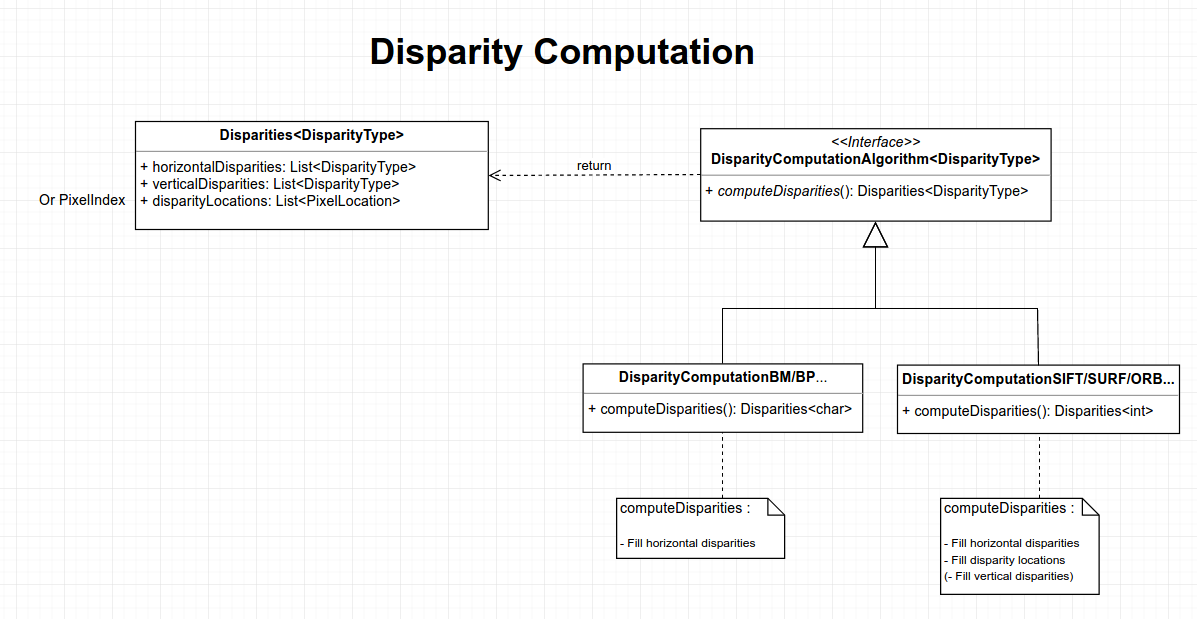 Disparity Computation
Disparities<DisparityType>
+ horizontalDisparities: List<DisparityType>
+ verticalDisparities: List<DisparityType>
+ disparityLocations: List<PixelLocation>
Or PixelIndex
return
<<Interface>>
DisparityComputationAlgorithm<DisparityType>
+ computeDisparities(): Disparities<DisparityType>
DisparityComputationBM/BP...
+ computeDisparities(): Disparities<char>
DisparityComputationSIFT/SURF/ORB...
+ computeDisparities(): Disparities<int>
computeDisparities :
- Fill horizontal disparities
computeDisparities :
- Fill horizontal disparities
- Fill disparity locations
(- Fill vertical disparities)